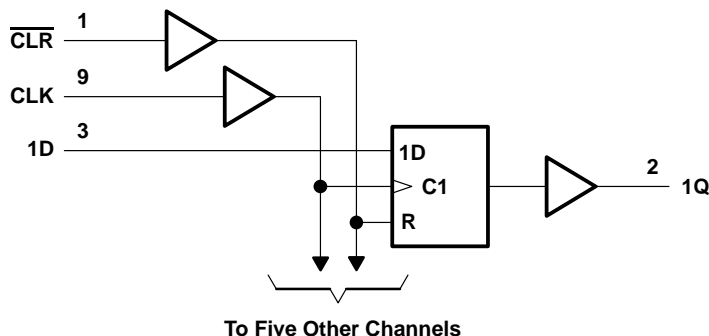 1
CLR
9
CLK
3
1D
1D
C1
R
2
1Q
To Five Other Channels